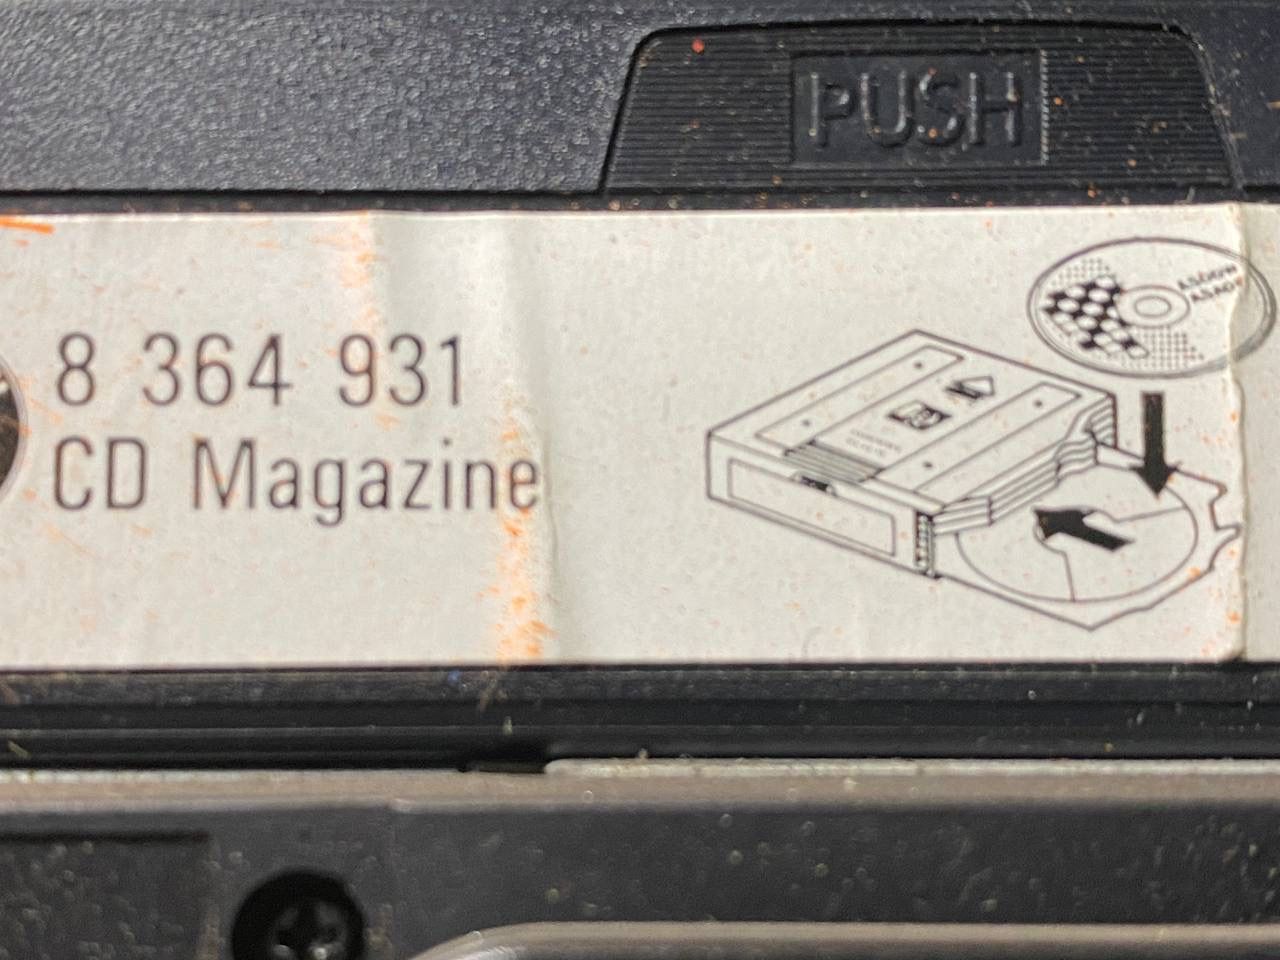 PUSH
8 364 931
CD Magazine